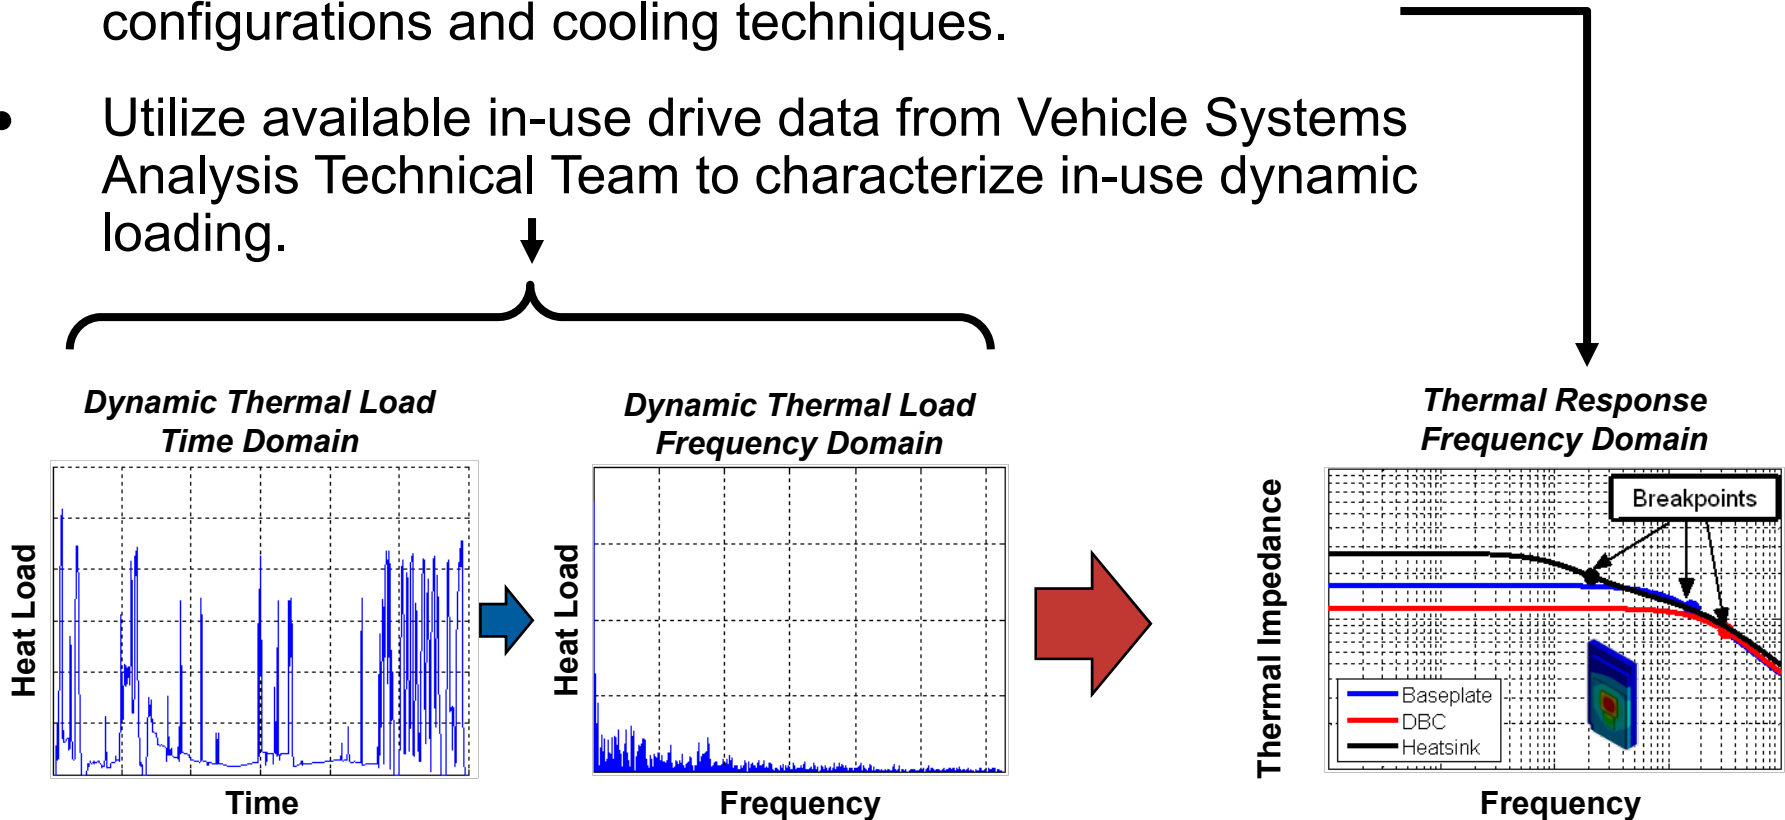 configurations and cooling techniques.
• Utilize available in-use drive data from Vehicle Systems
Analysis Technical Team to characterize in-use dynamic
loading.
Dynamic Thermal Load
Time Domain
Heat Load
Time
Dynamic Thermal Load
Frequency Domain
Heat Load
Frequency
Thermal Response
Frequency Domain
Thermal Impedance
Breakpoints
Baseplate
DBC
Heatsink
Frequency